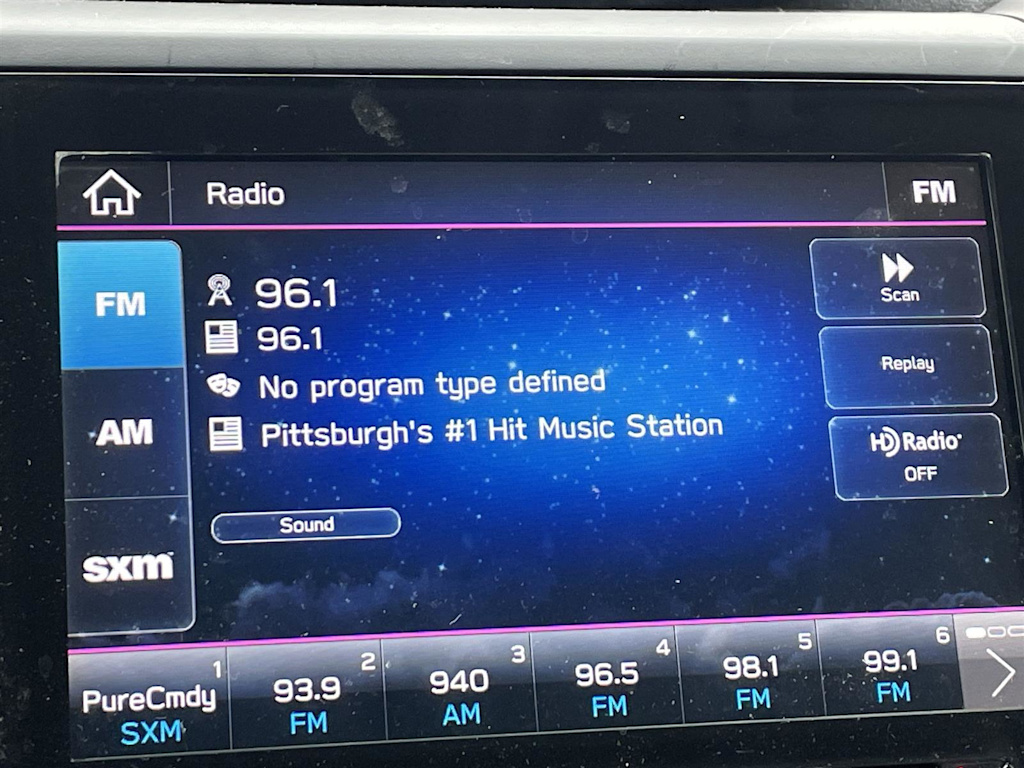 Radio
FM
FM
96.1
96.1
No program type defined
Pittsburgh's #1 Hit Music Station
AM
sxm
Sound
Scan
Replay
HD Radio
OFF
1
PureCmdy
SXM
2
93.9
FM
3
940
AM
4
96.5
FM
5
98.1
FM
6
99.1
FM